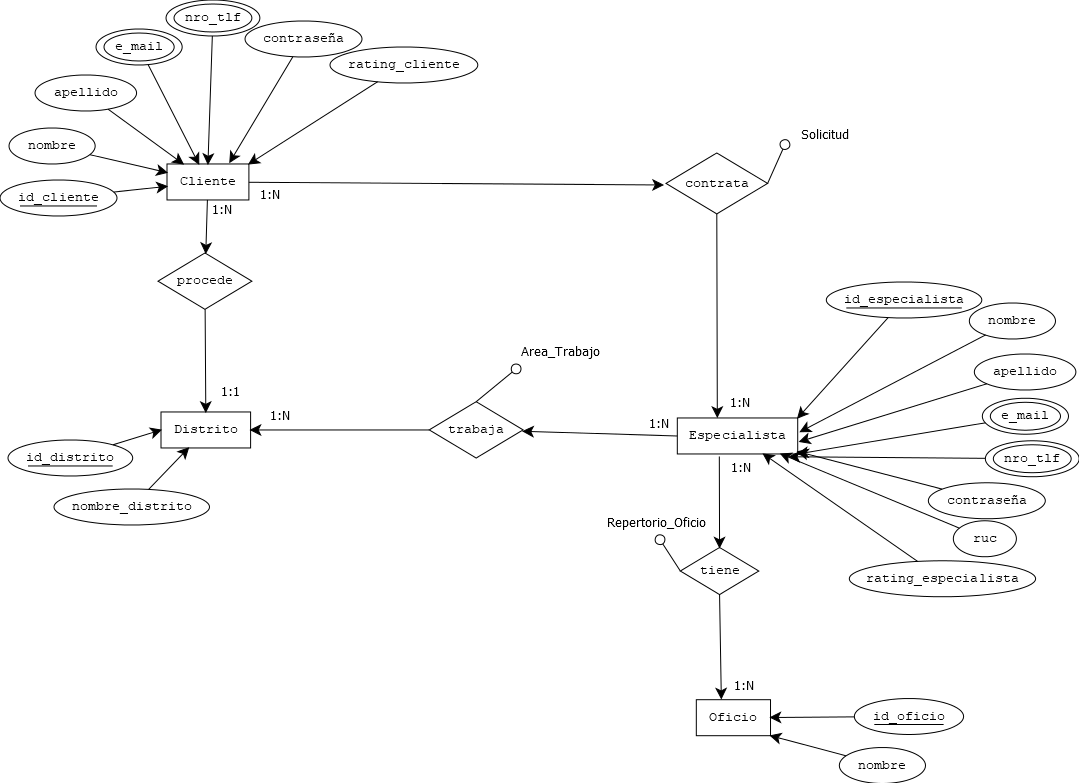 nro_tlf
contraseña
e_mail
rating_cliente
apellido
Solicitud
nombre
Cliente
contrata
id_cliente
1:N
1:N
procede
id_especialista
nombre
Area_Trabajo
apellido
1:1
1:N
1:N
1:N
e_mail
Distrito
trabaja
Especialista
id_distrito
nro_tlf
1:N
nombre_distrito
contraseña
Repertorio_Oficio
ruc
tiene
rating_especialista
1:N
Oficio
id_oficio
nombre